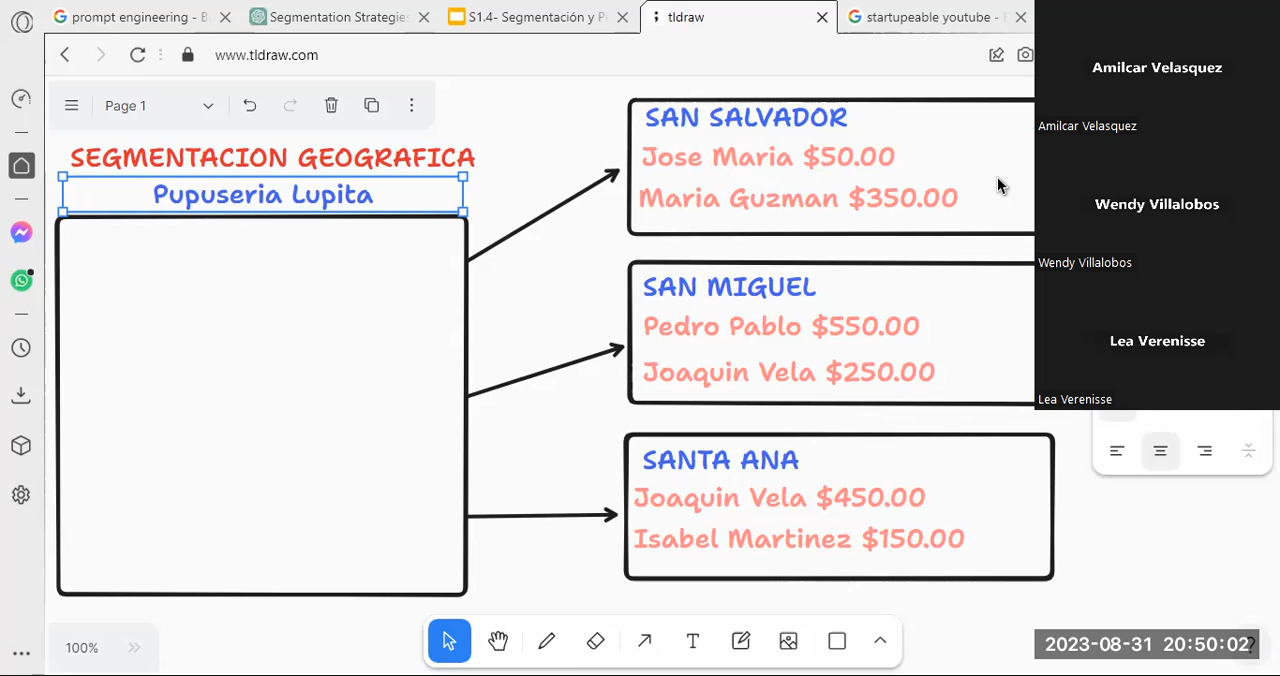 prompt engineering - B
Segmentation Strategies
S1.4- Segmentación y P
tldraw
startupeable youtube -
www.tldraw.com
Page 1
SEGMENTACION GEOGRAFICA
Pupuseria Lupita
SAN SALVADOR
Jose Maria $50.00
Maria Guzman $350.00
SAN MIGUEL
Pedro Pablo $550.00
Joaquin Vela $250.00
SANTA ANA
Joaquin Vela $450.00
Isabel Martinez $150.00
Amilcar Velasquez
Amilcar Velasquez
Wendy Villalobos
Wendy Villalobos
Lea Verenisse
Lea Verenisse
100%
2023-08-31 20:50:02